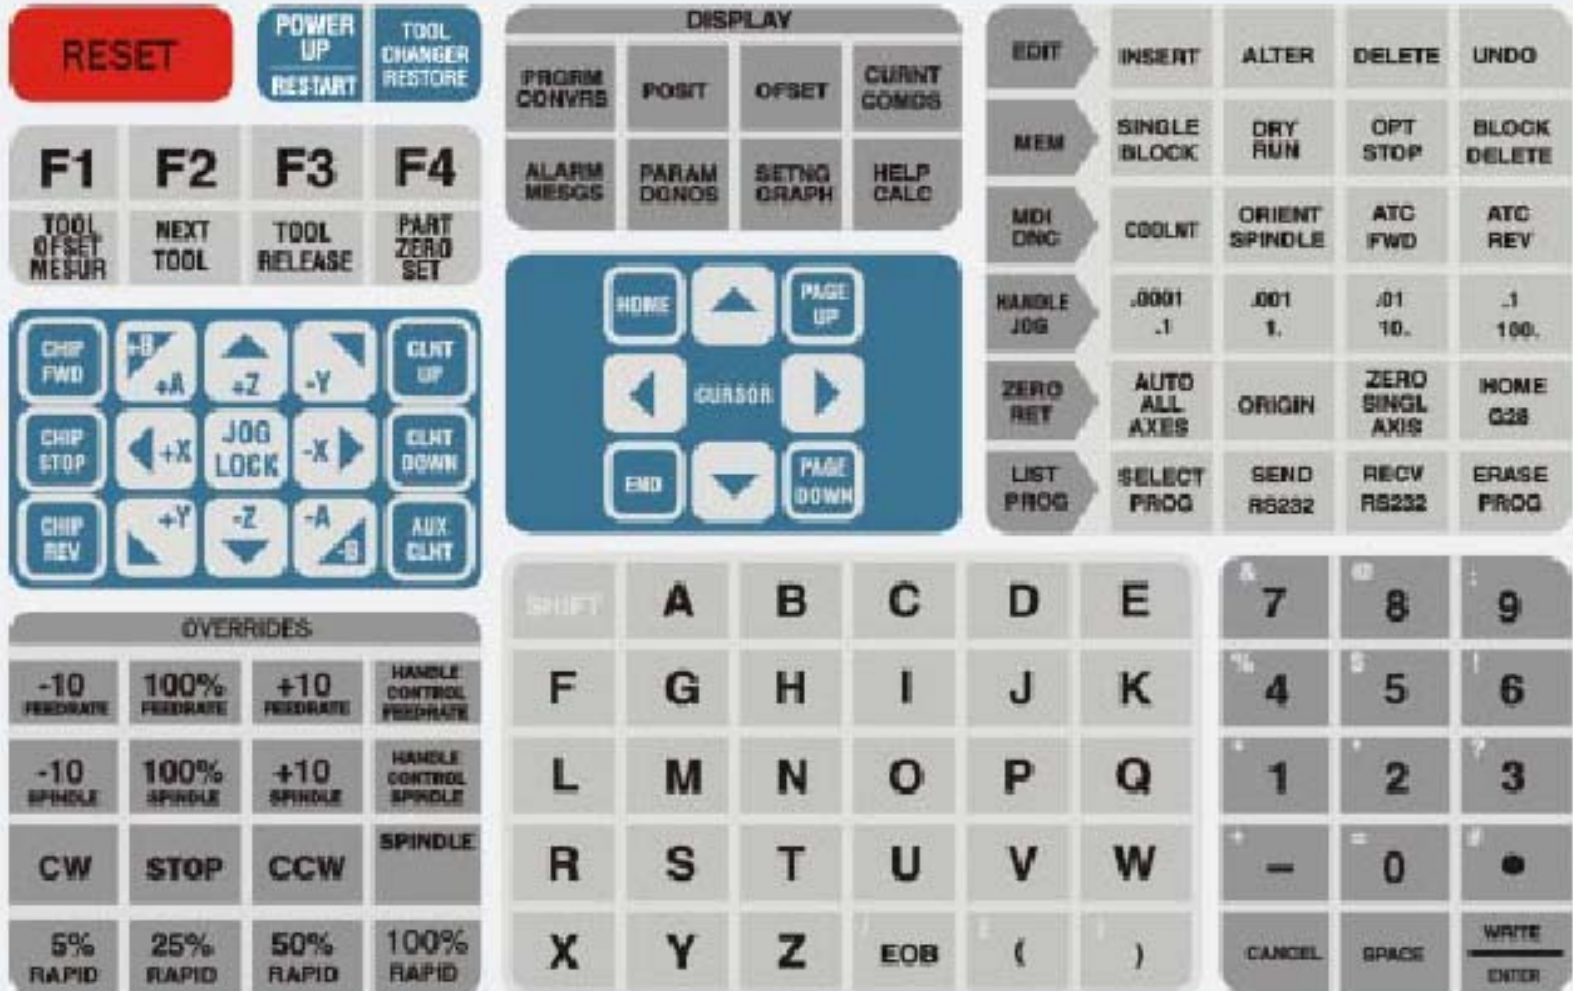 RESET
POWER
UP
RESTART
TOOL
CHANGER
RESTORE
F1
F2
F3
F4
TOOL
OFSET
MESUR
NEXT
TOOL
TOOL
RELEASE
PART
ZERO
SET
CHIP
FWD
+B
+A
+Z
-Y
CLNT
UP
CHIP
STOP
+X
JOG
LOCK
-X
CLNT
DOWN
CHIP
REV
+Y
-Z
-A
-B
AUX
CLNT
OVERRIDES
-10
FEEDRATE
100%
FEEDRATE
+10
FEEDRATE
HANDLE
CONTROL
FEEDRATE
-10
SPINDLE
100%
SPINDLE
+10
SPINDLE
HANDLE
CONTROL
SPINDLE
CW
STOP
CCW
SPINDLE
5%
RAPID
25%
RAPID
50%
RAPID
100%
RAPID
DISPLAY
PRGRM
CONVRS
POSIT
OFSET
CURNT
COMDS
ALARM
MESGS
PARAM
DGNOS
SETNG
GRAPH
HELP
CALC
HOME
PAGE
UP
CURSOR
END
PAGE
DOWN
EDIT
INSERT
ALTER
DELETE
UNDO
MEM
SINGLE
BLOCK
DRY
RUN
OPT
STOP
BLOCK
DELETE
MDI
DNC
COOLNT
ORIENT
SPINDLE
ATC
FWD
ATC
REV
HANDLE
JOG
.0001
.1
.001
1.
.01
10.
.1
100.
ZERO
RET
AUTO
ALL
AXES
ORIGIN
ZERO
SINGL
AXIS
HOME
G28
LIST
PROG
SELECT
PROG
SEND
RS232
RECV
RS232
ERASE
PROG
SHIFT
A
B
C
D
E
F
G
H
I
J
K
L
M
N
O
P
Q
R
S
T
U
V
W
X
Y
Z
EOB
(
)
&
7
@
8
:
9
%
4
$
5
!
6
1
2
?
3
+
-
=
0
#
.
CANCEL
SPACE
WRITE
ENTER